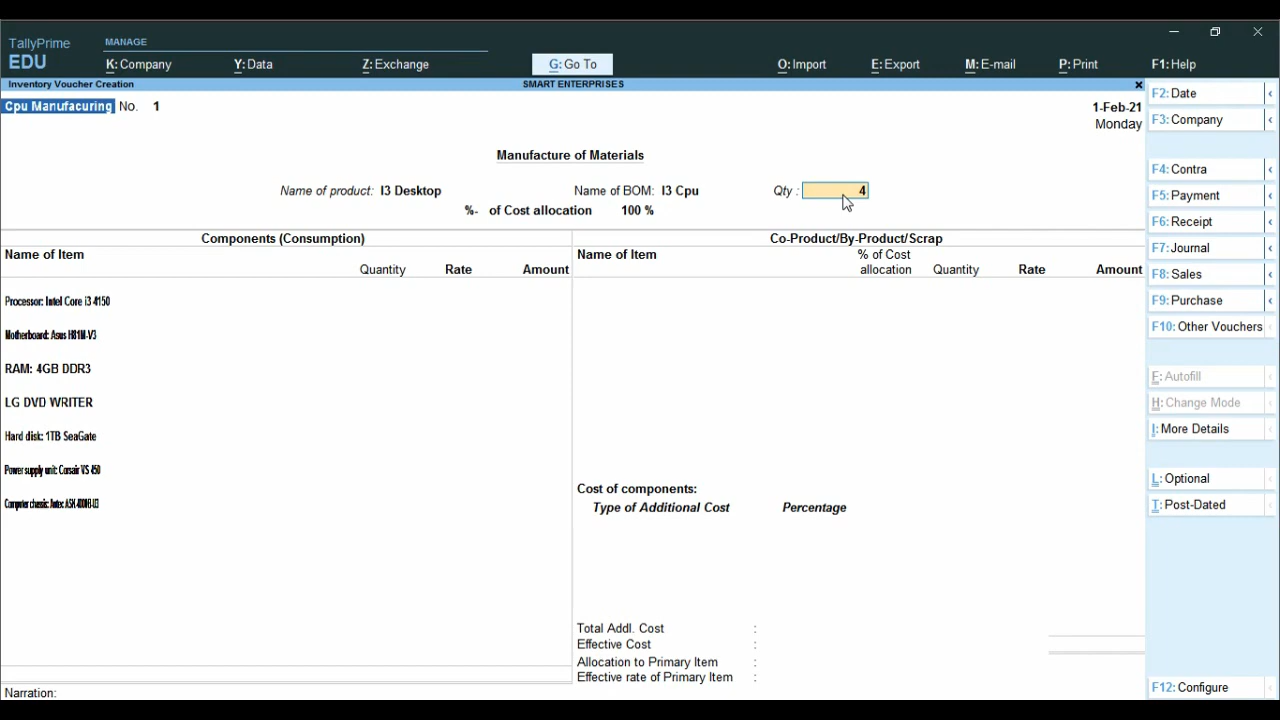 TallyPrime MANAGE
EDU K: Company Y: Data Z: Exchange G: Go To O: Import E: Export M: E-mail P: Print F1: Help
Inventory Voucher Creation SMART ENTERPRISES ×
Cpu Manufacuring No. 1 1-Feb-21
Monday
Manufacture of Materials
Name of product: I3 Desktop Name of BOM: I3 Cpu Qty : 4
%- of Cost allocation 100 %
Components (Consumption) Co-Product/By-Product/Scrap
Name of Item Name of Item % of Cost
Quantity Rate Amount allocation Quantity Rate Amount
Processor: Intel Core i3 4150
Motherboard: Asus H81M-V3
RAM: 4GB DDR3
LG DVD WRITER
Hard disk: 1TB SeaGate
Power supply unit: Corsair VS 450
Computer chassis: Antec
Cost of components:
Type of Additional Cost Percentage
Total Addl. Cost :
Effective Cost :
Allocation to Primary Item :
Effective rate of Primary Item :
Narration:
F2: Date
F3: Company
F4: Contra
F5: Payment
F6: Receipt
F7: Journal
F8: Sales
F9: Purchase
F10: Other Vouchers
E: Autofill
H: Change Mode
I: More Details
L: Optional
T: Post-Dated
F12: Configure